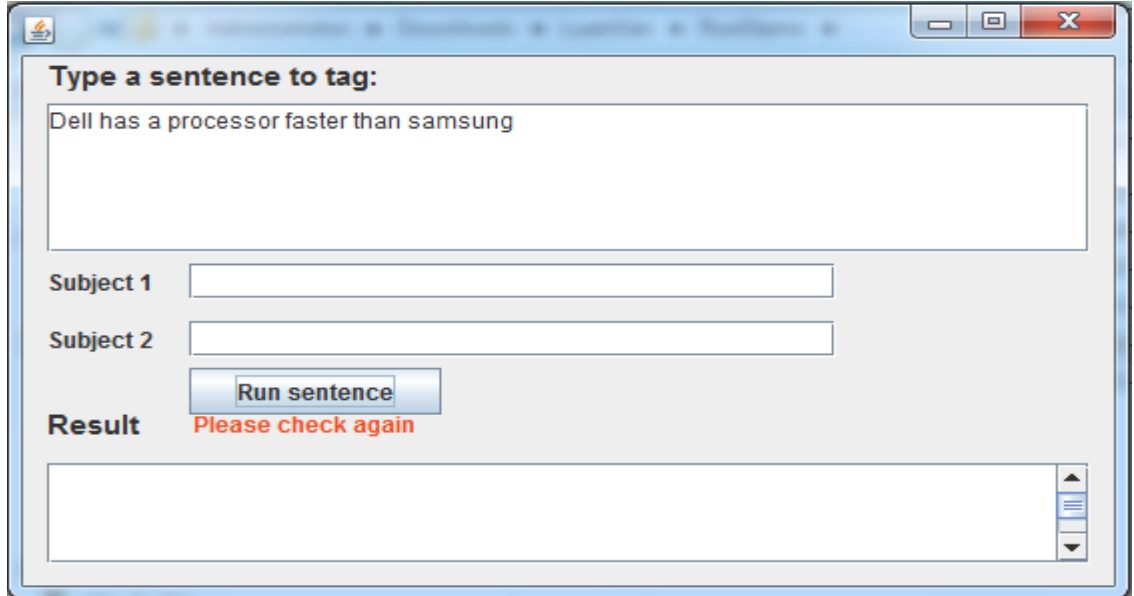 Type a sentence to tag:
Dell has a processor faster than samsung
Subject 1
Subject 2
Run sentence
Result Please check again